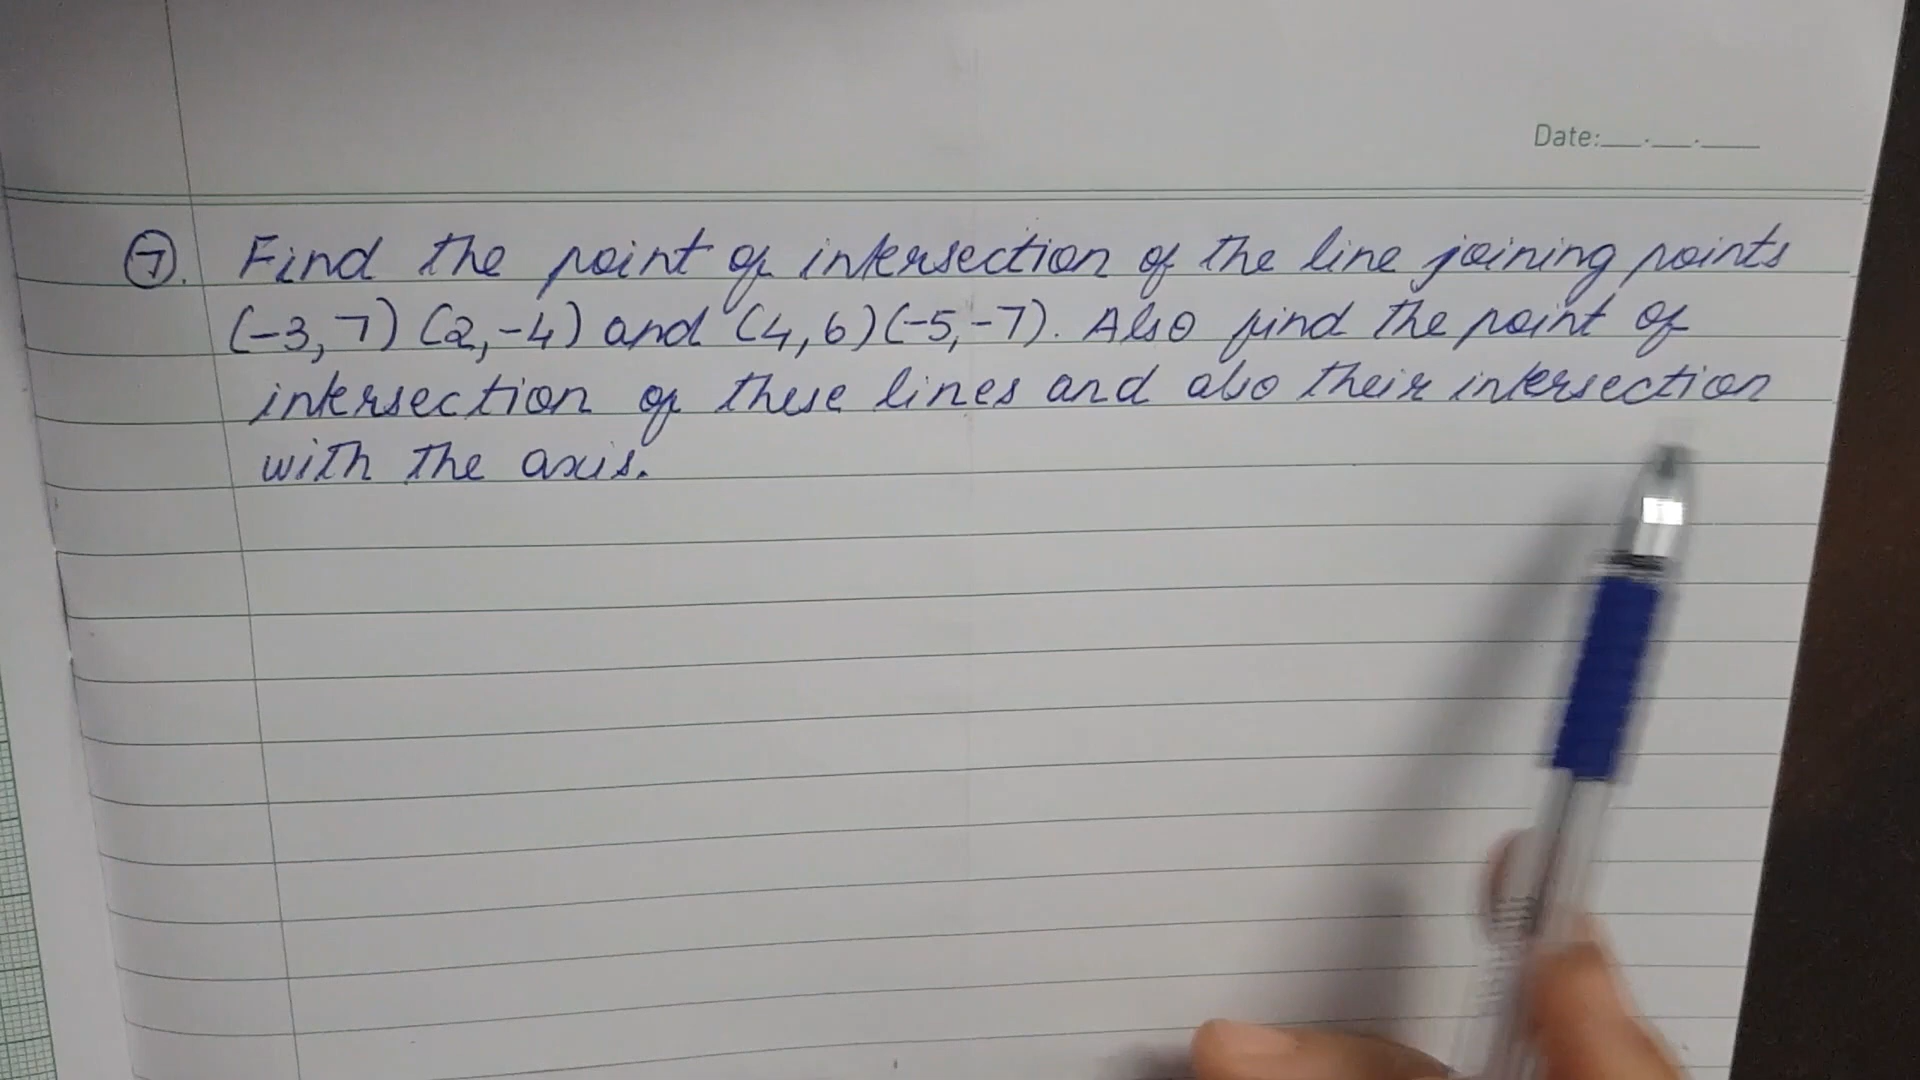 Date:__.__.___
⑦. Find the point of intersection of the line joining points
(-3,7) (2,-4) and (4,6)(-5,-7). Also find the point of
intersection of these lines and also their intersection
with the axis.